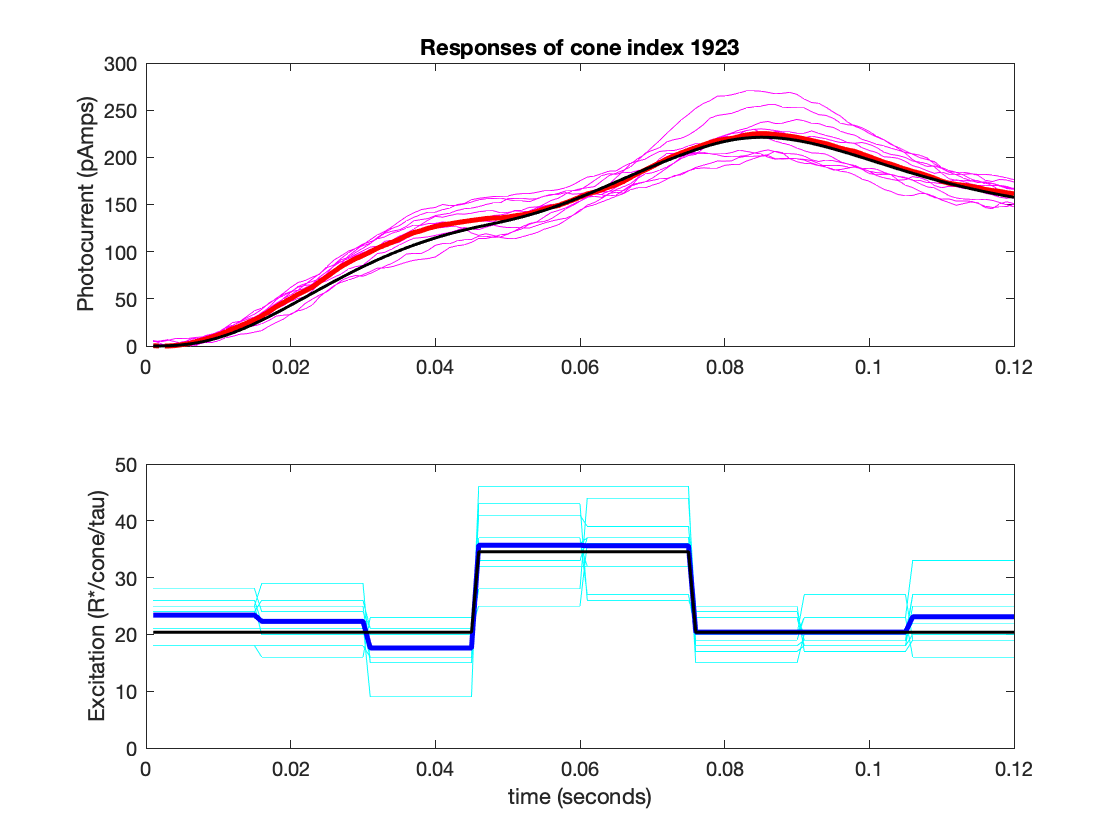 Responses of cone index 1923
Photocurrent (pAmps)
300
250
200
150
100
50
0
0 0.02 0.04 0.06 0.08 0.1 0.12
Excitation (R*/cone/tau)
50
40
30
20
10
0
0 0.02 0.04 0.06 0.08 0.1 0.12
time (seconds)